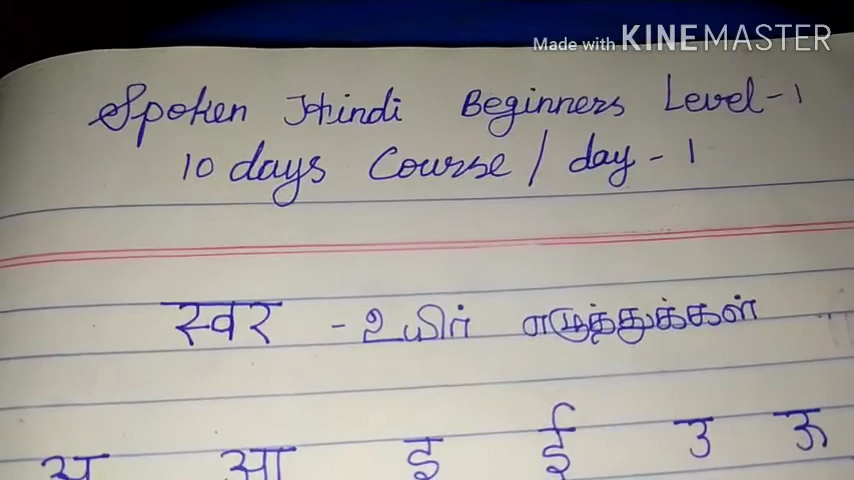 Made with KINEMASTER
Spoken Hindi Beginners Level-1
10 days Course / day - 1
स्वर - உயிர் எழுத்துக்கள்
अ आ इ ई उ ऊ